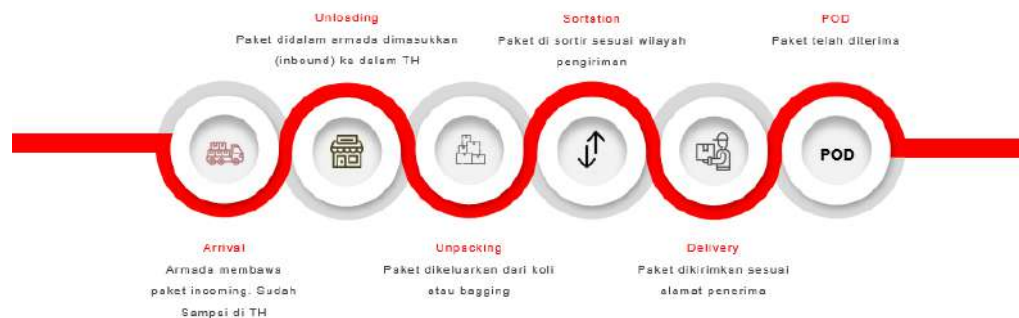 Unloading
Paket didalam armada dimasukkan
(inbound) ke dalam TH
Sortation
Paket di sortir sesuai wilayah
pengiriman
POD
Paket telah diterima
POD
Arrival
Armada membawa
paket incoming. Sudah
Sampai di TH
Unpacking
Paket dikeluarkan dari koli
atau bagging
Delivery
Paket dikirimkan sesuai
alamat penerima